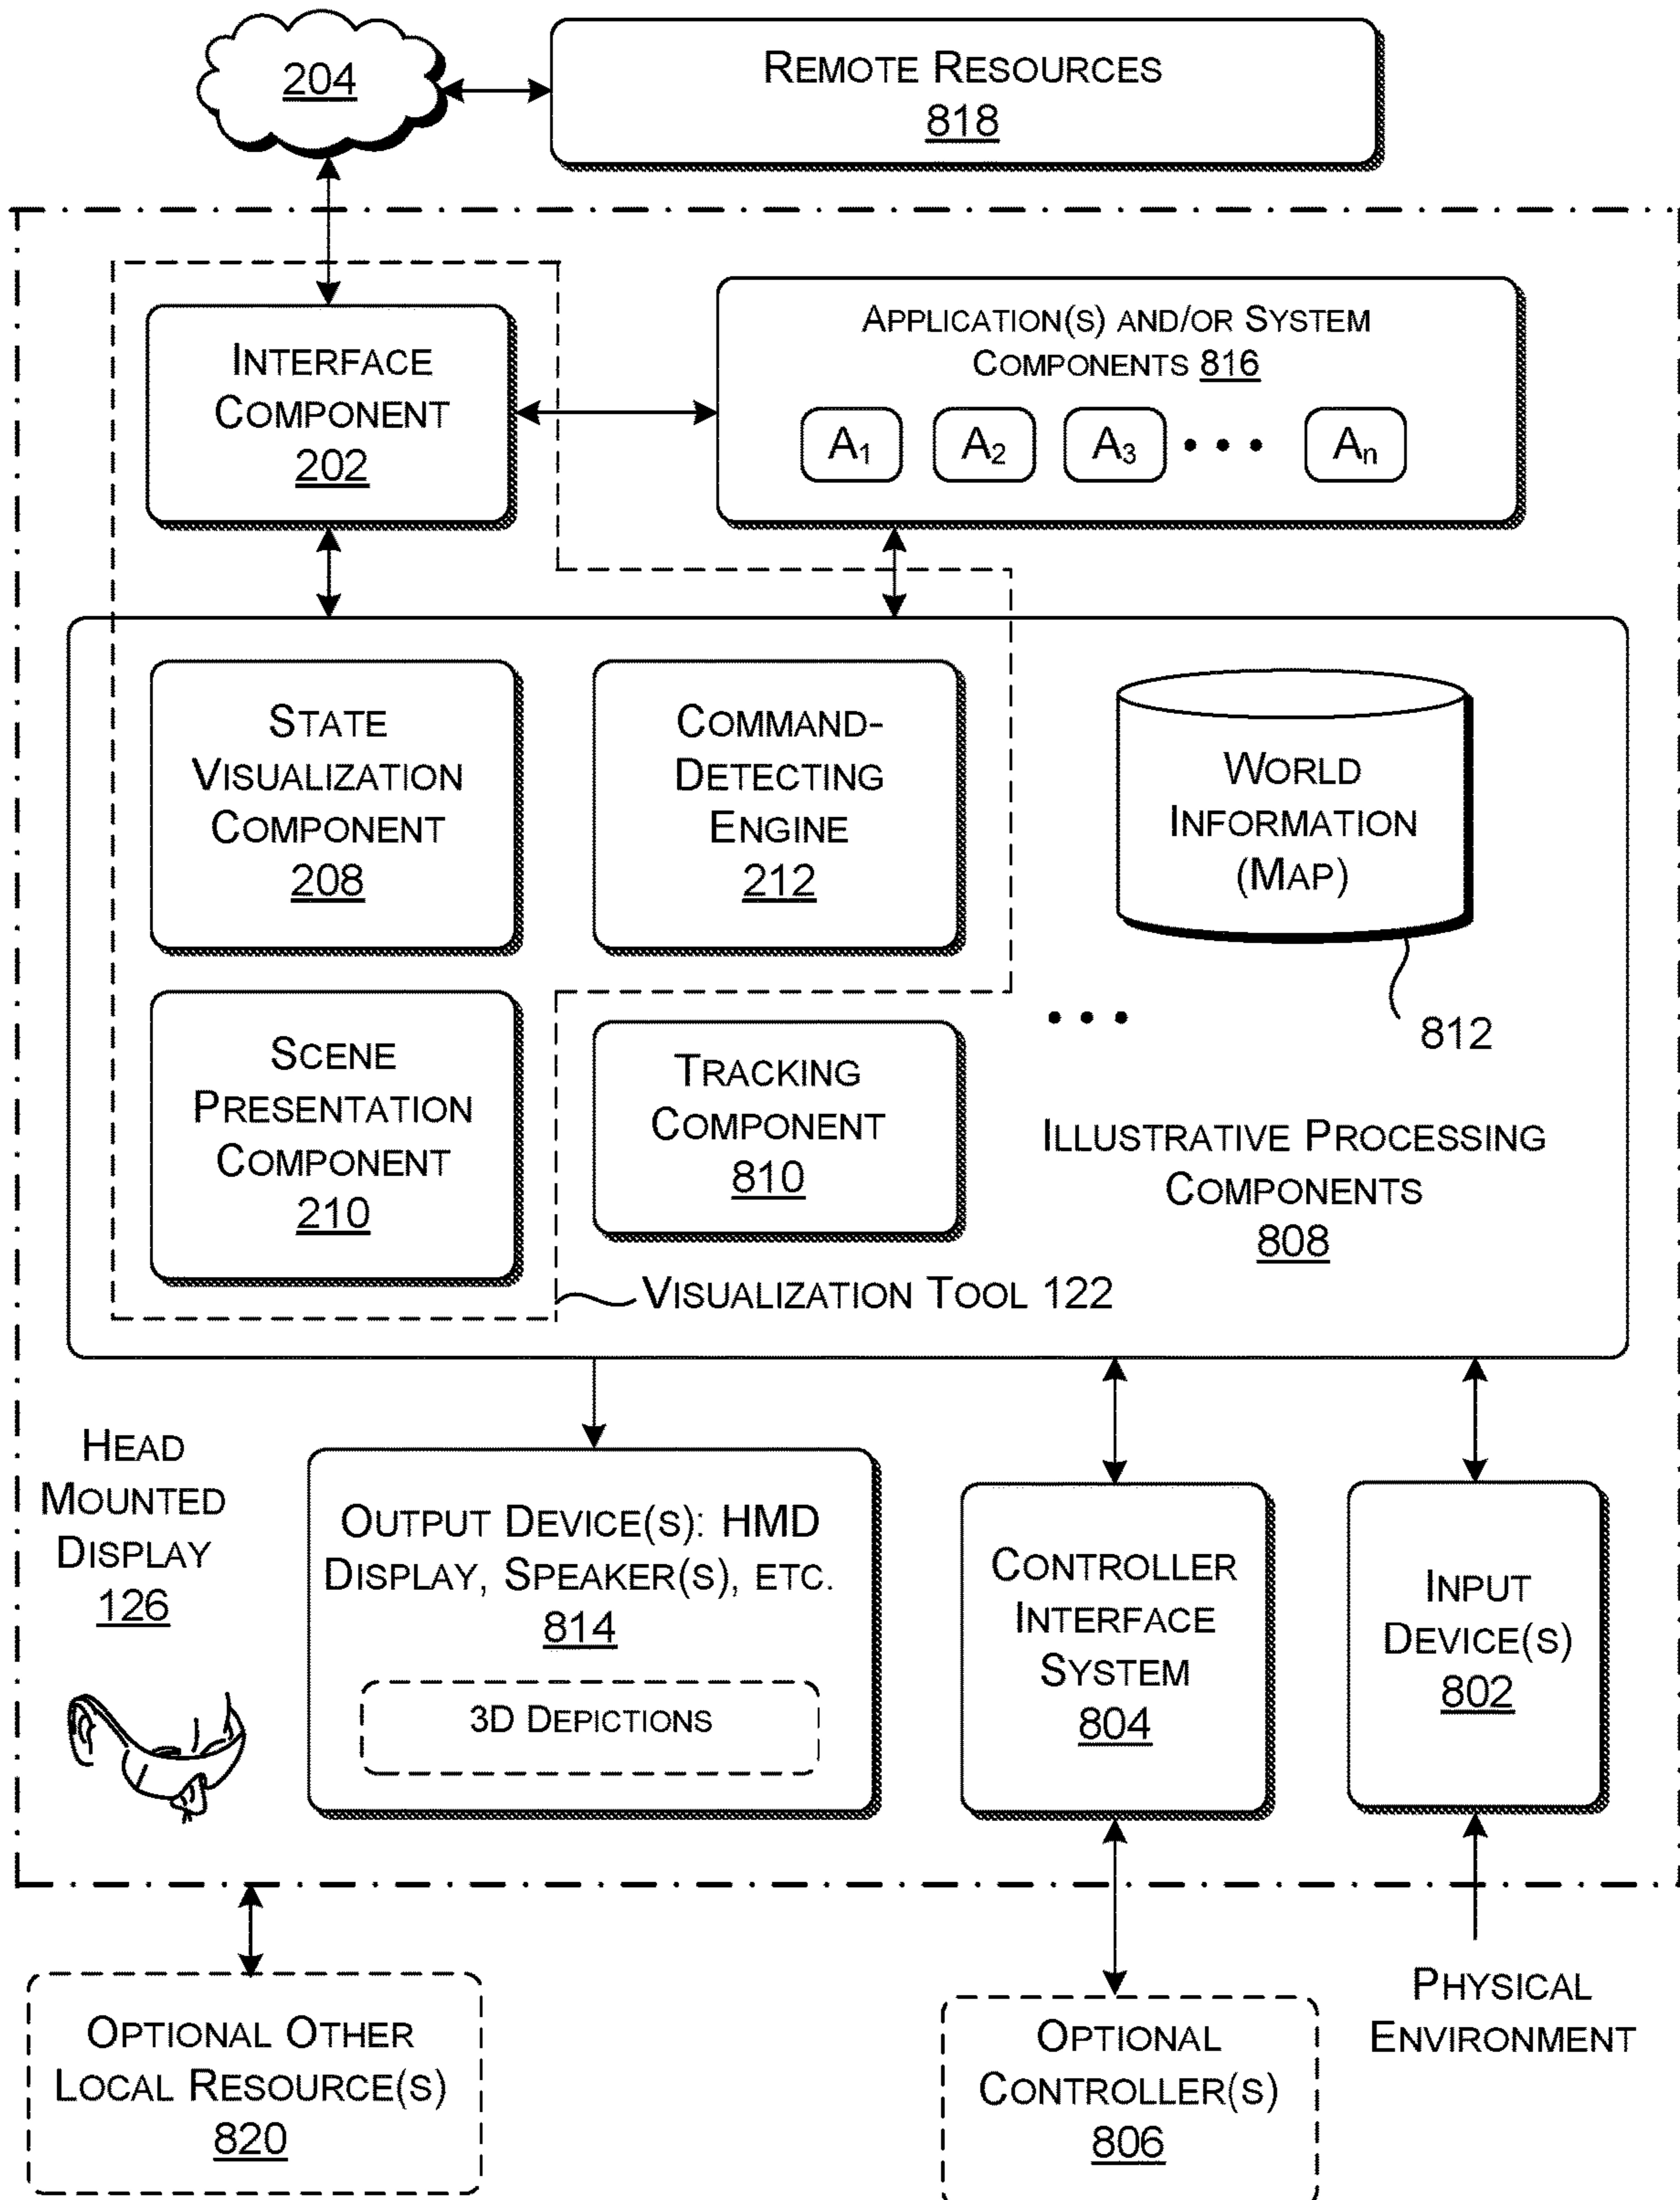 204
REMOTE RESOURCES
818
INTERFACE
COMPONENT
202
APPLICATION(S) AND/OR SYSTEM
COMPONENTS 816
A1 A2 A3 • • • An
STATE
VISUALIZATION
COMPONENT
208
COMMAND-
DETECTING
ENGINE
212
WORLD
INFORMATION
(MAP)
812
SCENE
PRESENTATION
COMPONENT
210
TRACKING
COMPONENT
810
• • •
ILLUSTRATIVE PROCESSING
COMPONENTS
808
VISUALIZATION TOOL 122
HEAD
MOUNTED
DISPLAY
126
OUTPUT DEVICE(S): HMD
DISPLAY, SPEAKER(S), ETC.
814
3D DEPICTIONS
CONTROLLER
INTERFACE
SYSTEM
804
INPUT
DEVICE(S)
802
OPTIONAL OTHER
LOCAL RESOURCE(S)
820
OPTIONAL
CONTROLLER(S)
806
PHYSICAL
ENVIRONMENT